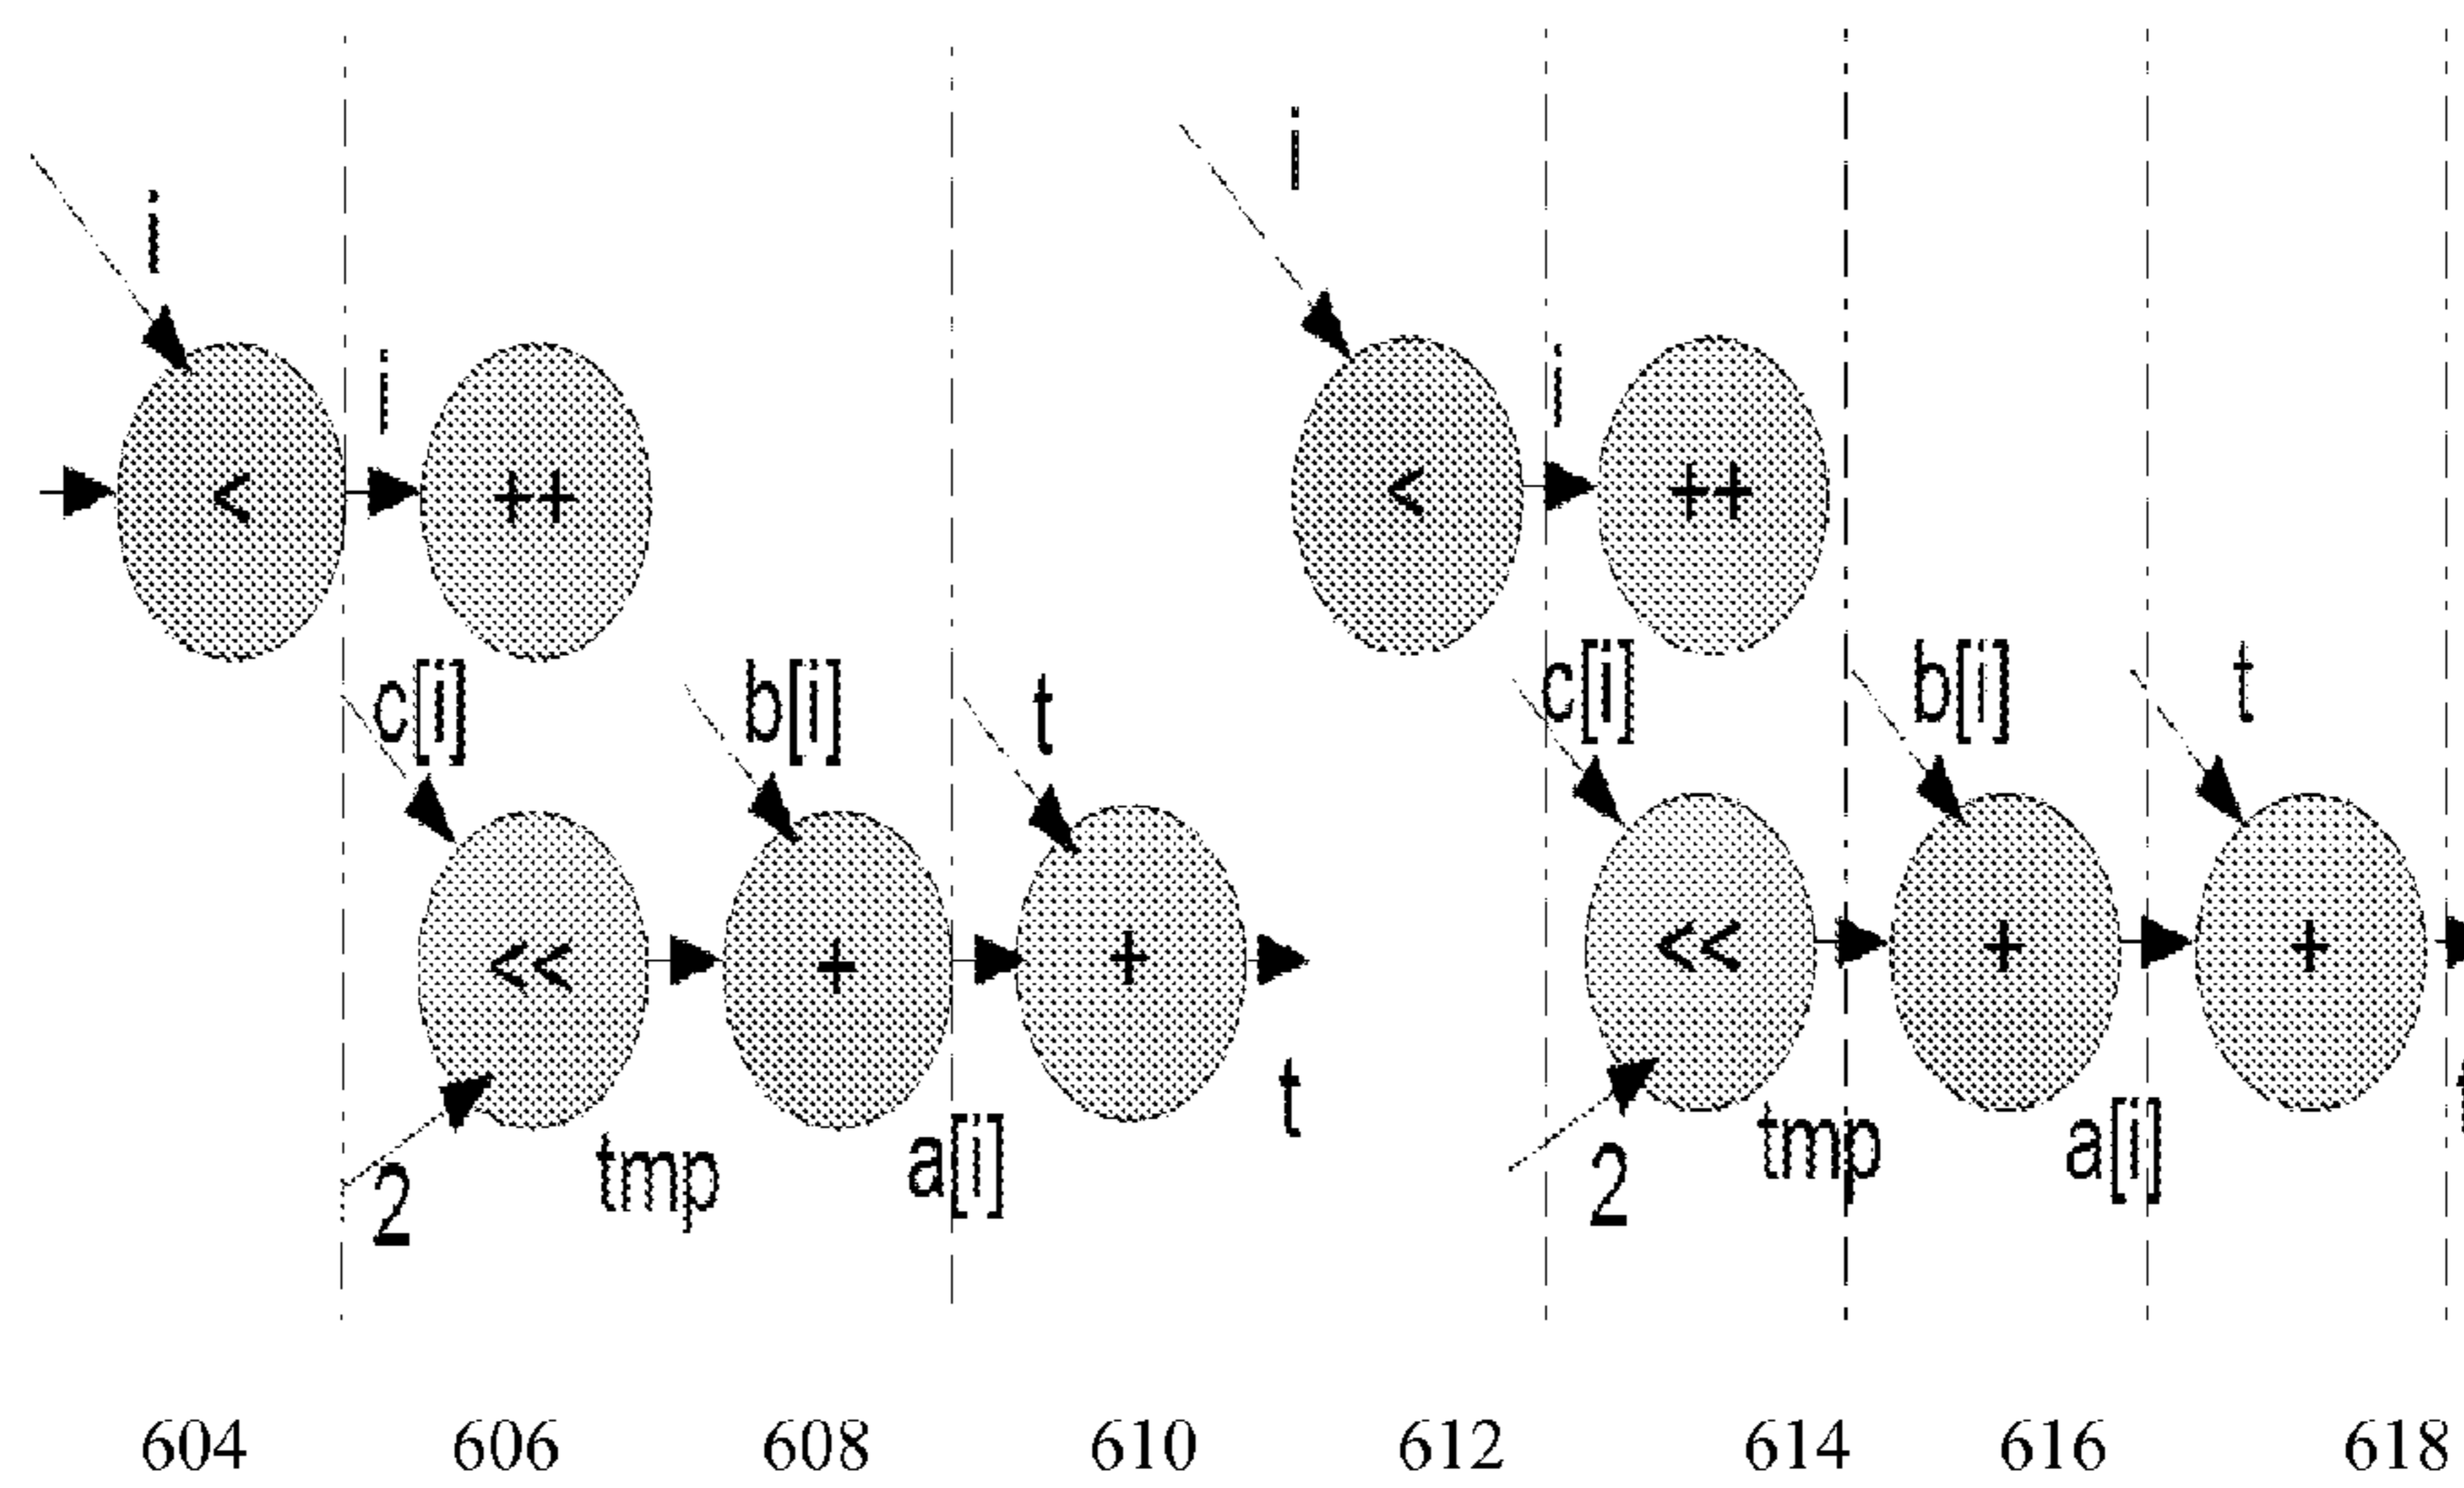 i i
i i
< ++ < ++
c[i] b[i] t c[i] b[i] t
<< + + << + +
t
2 tmp a[i] 2 tmp a[i]
604 606 608 610 612 614 616 618